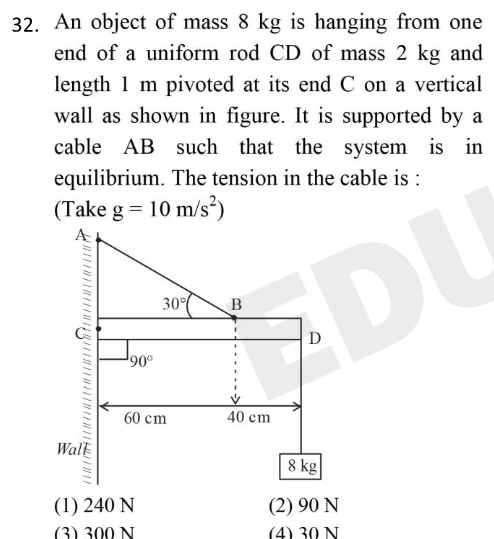 32. An object of mass 8 kg is hanging from one
end of a uniform rod CD of mass 2 kg and
length 1 m pivoted at its end C on a vertical
wall as shown in figure. It is supported by a
cable AB such that the system is in
equilibrium. The tension in the cable is :
(Take g = 10 m/s²)
A
30° B
C D
90°
60 cm 40 cm
Wall
8 kg
(1) 240 N (2) 90 N
(3) 300 N (4) 30 N
EDU